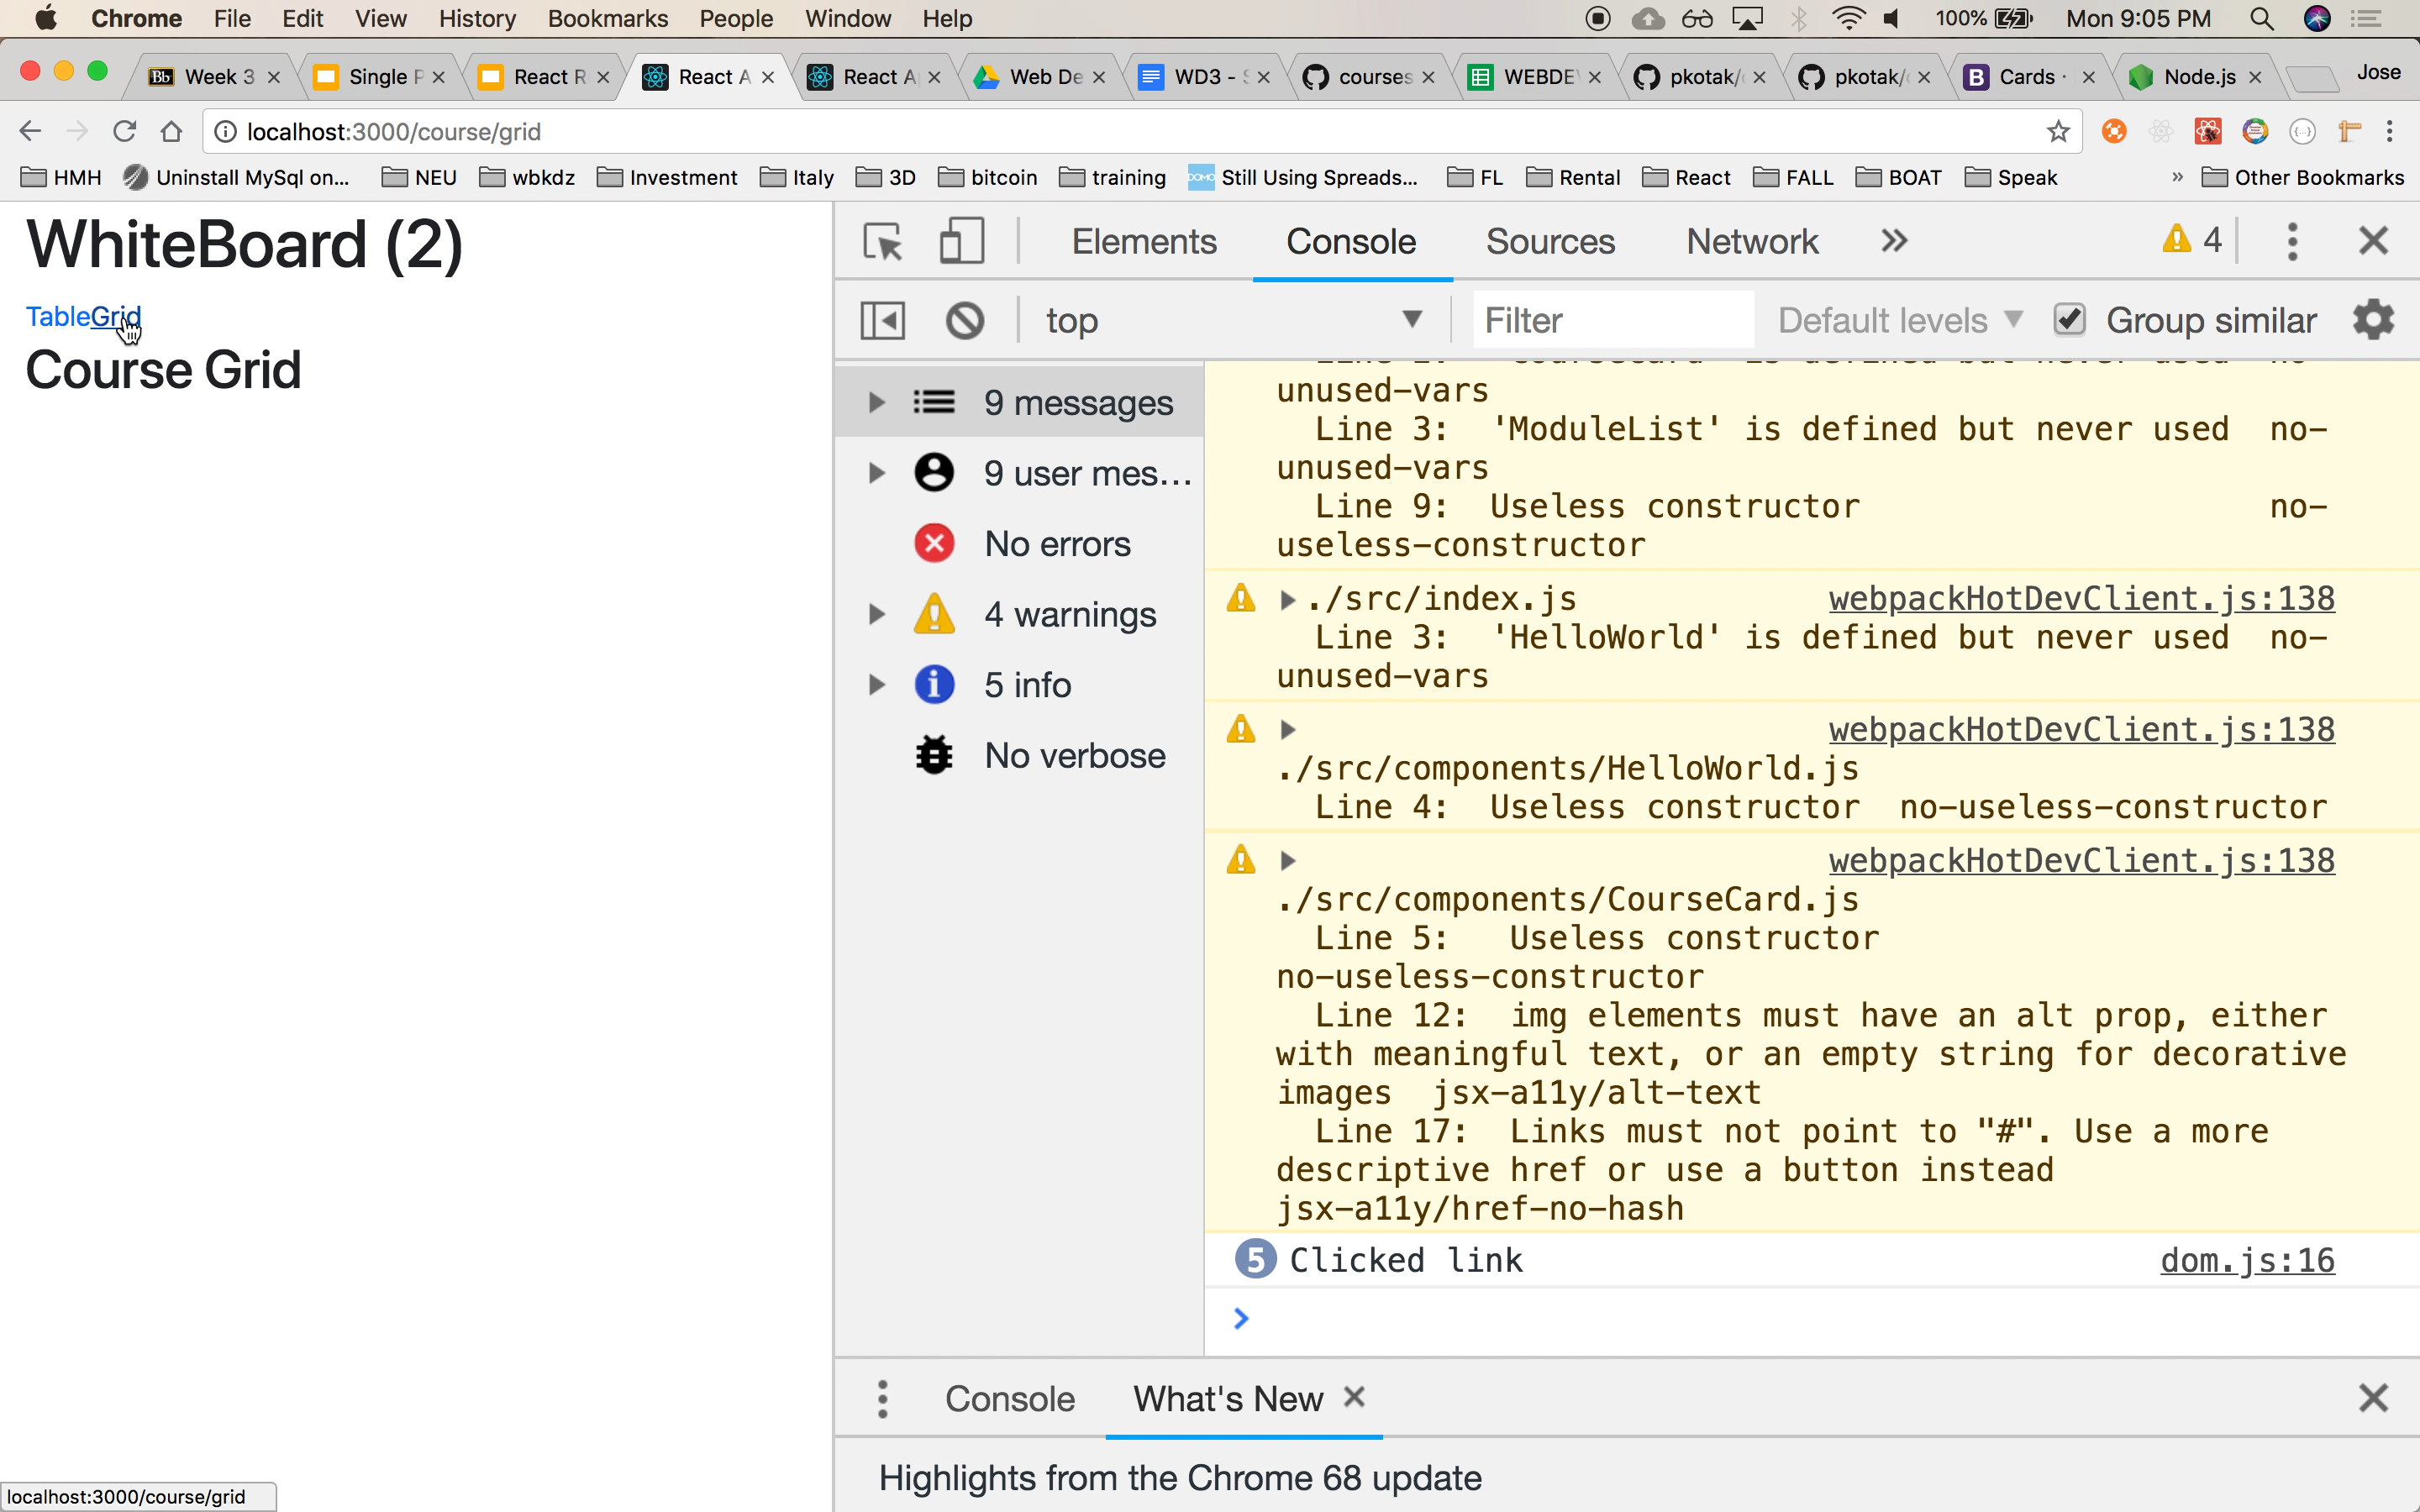 Chrome File Edit View History Bookmarks People Window Help 100% Mon 9:05 PM
Week 3 Single P React R React A React A Web De WD3 - S courses WEBDE pkotak/ pkotak/ Cards · Node.js Jose
localhost:3000/course/grid
HMH Uninstall MySql on... NEU wbkdz Investment Italy 3D bitcoin training Still Using Spreads... FL Rental React FALL BOAT Speak » Other Bookmarks
WhiteBoard (2)
TableGrid
Course Grid
Elements Console Sources Network » 4
top Filter Default levels Group similar
9 messages
9 user mes...
No errors
4 warnings
5 info
No verbose
unused-vars
Line 3: 'ModuleList' is defined but never used no-
unused-vars
Line 9: Useless constructor no-
useless-constructor
./src/index.js webpackHotDevClient.js:138
Line 3: 'HelloWorld' is defined but never used no-
unused-vars
webpackHotDevClient.js:138
./src/components/HelloWorld.js
Line 4: Useless constructor no-useless-constructor
webpackHotDevClient.js:138
./src/components/CourseCard.js
Line 5: Useless constructor
no-useless-constructor
Line 12: img elements must have an alt prop, either
with meaningful text, or an empty string for decorative
images jsx-a11y/alt-text
Line 17: Links must not point to "#". Use a more
descriptive href or use a button instead
jsx-a11y/href-no-hash
5 Clicked link dom.js:16
Console What's New
Highlights from the Chrome 68 update
localhost:3000/course/grid